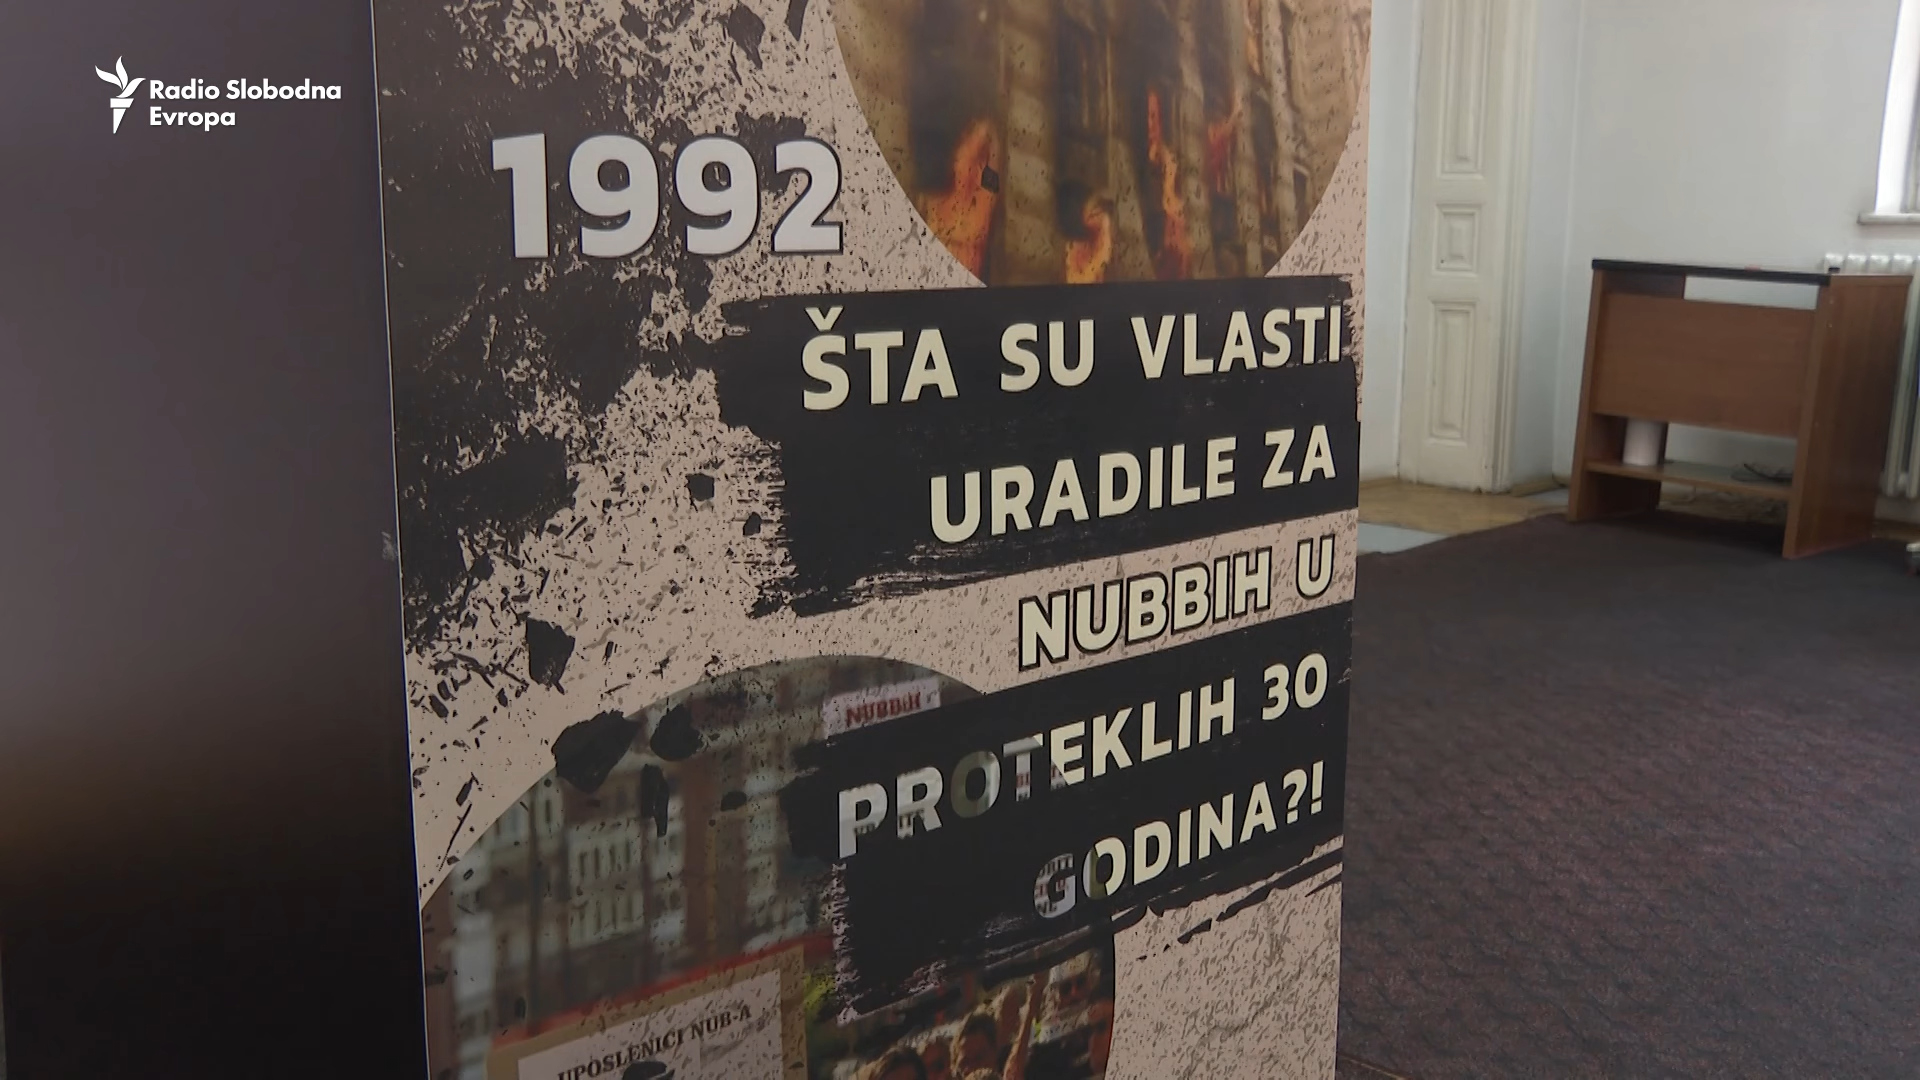 Radio Slobodna
Evropa
1992
ŠTA SU VLASTI
URADILE ZA
NUBBIH U
PROTEKLIH 30
GODINA?!
NUBBIH
UPOSLENICI NUB-A